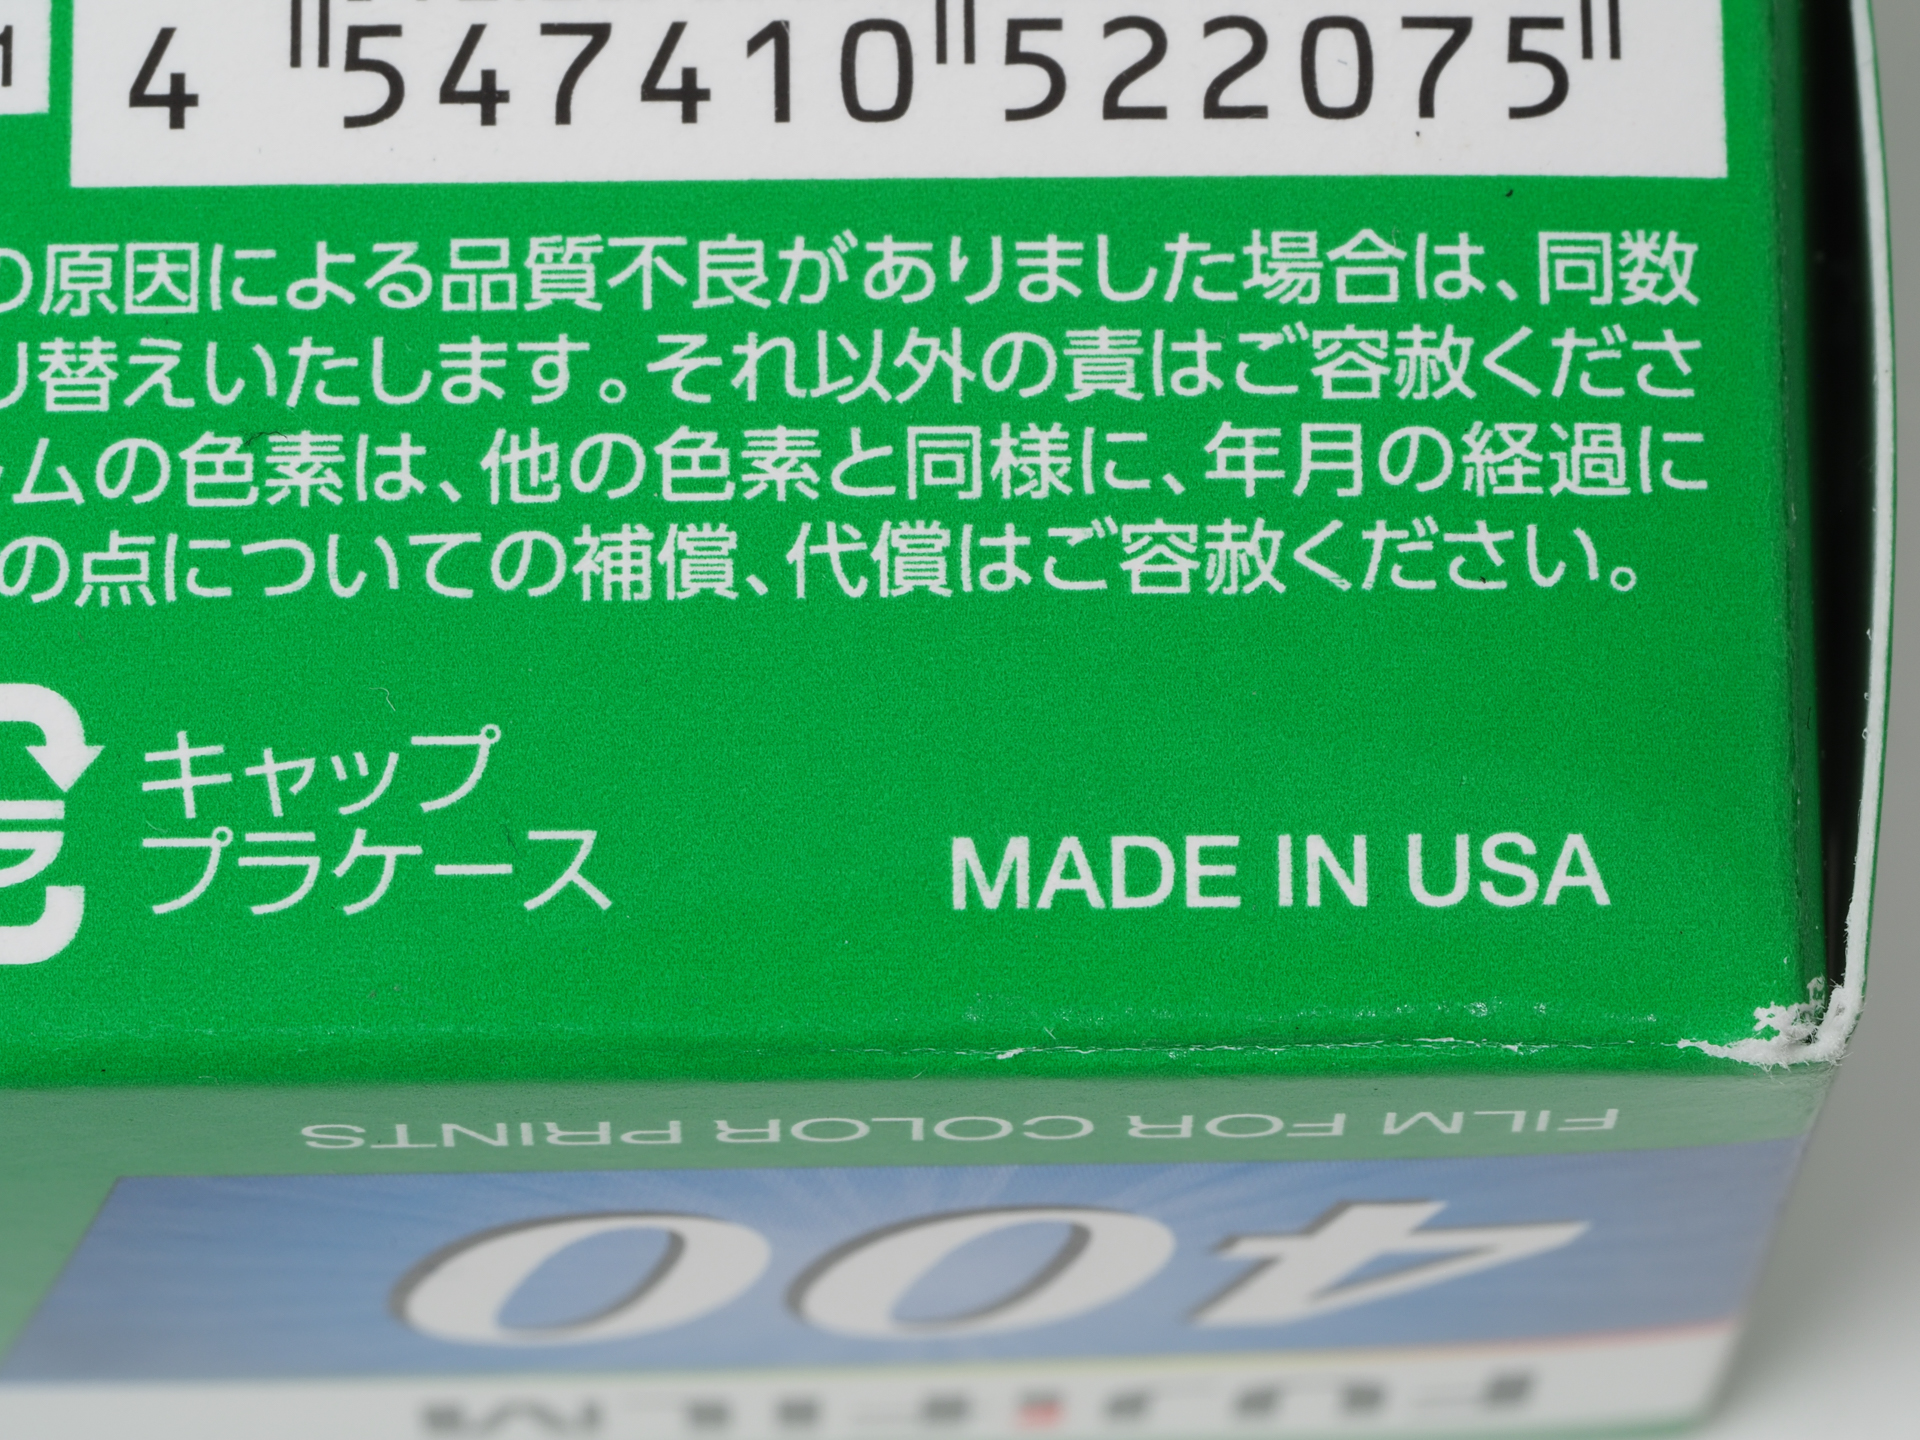 4 547410 522075
の原因による品質不良がありました場合は、同数
り替えいたします。それ以外の責はご容赦くださ
ムの色素は、他の色素と同様に、年月の経過に
の点についての補償、代償はご容赦ください。
キャップ
プラケース
MADE IN USA
FILM FOR COLOR PRINTS
400
FUJIFILM